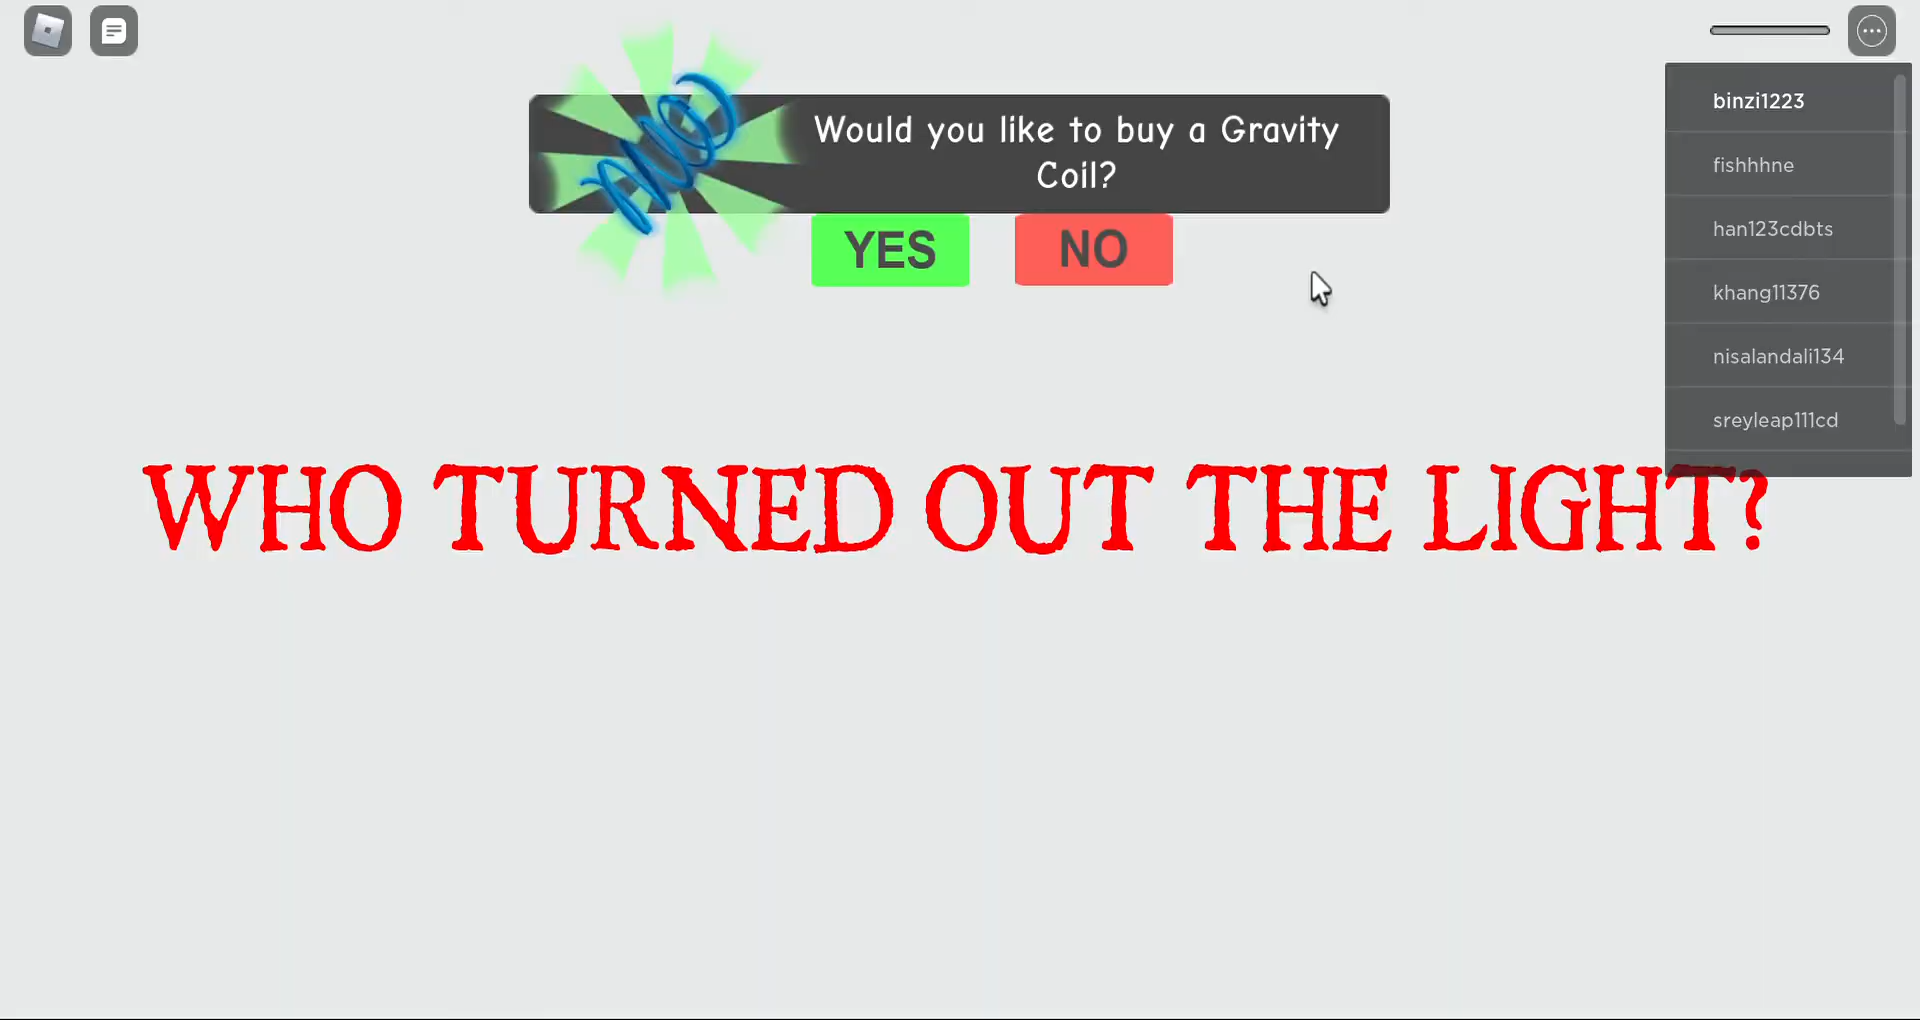 Would you like to buy a Gravity
Coil?
YES
NO
binzi1223
fishhhne
han123cdbts
khang11376
nisalandali134
sreyleap111cd
WHO TURNED OUT THE LIGHT?